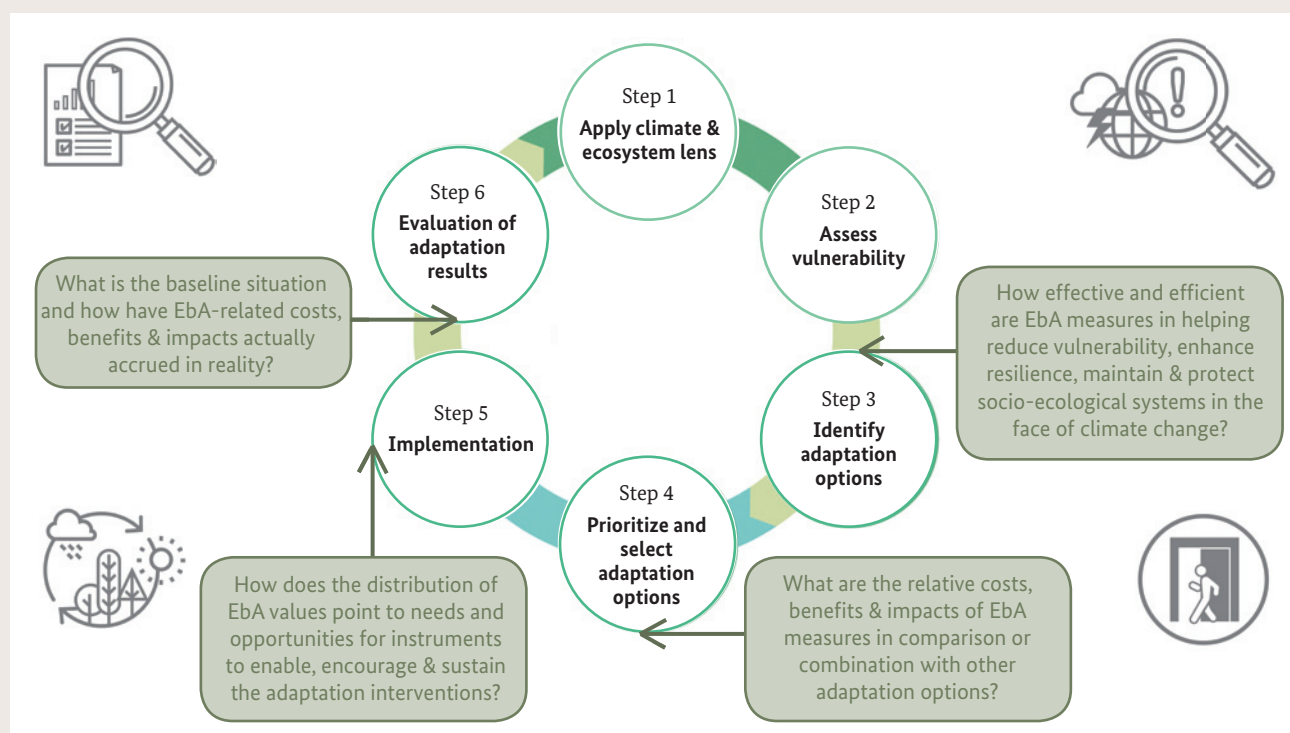 Step 1
Apply climate &
ecosystem lens
Step 2
Assess
vulnerability
How effective and efficient
are EbA measures in helping
reduce vulnerability, enhance
resilience, maintain & protect
socio-ecological systems in the
face of climate change?
Step 3
Identify
adaptation
options
Step 4
Prioritize and
select
adaptation
options
What are the relative costs,
benefits & impacts of EbA
measures in comparison or
combination with other
adaptation options?
Step 5
Implementation
How does the distribution of
EbA values point to needs and
opportunities for instruments
to enable, encourage & sustain
the adaptation interventions?
Step 6
Evaluation of
adaptation
results
What is the baseline situation
and how have EbA-related costs,
benefits & impacts actually
accrued in reality?